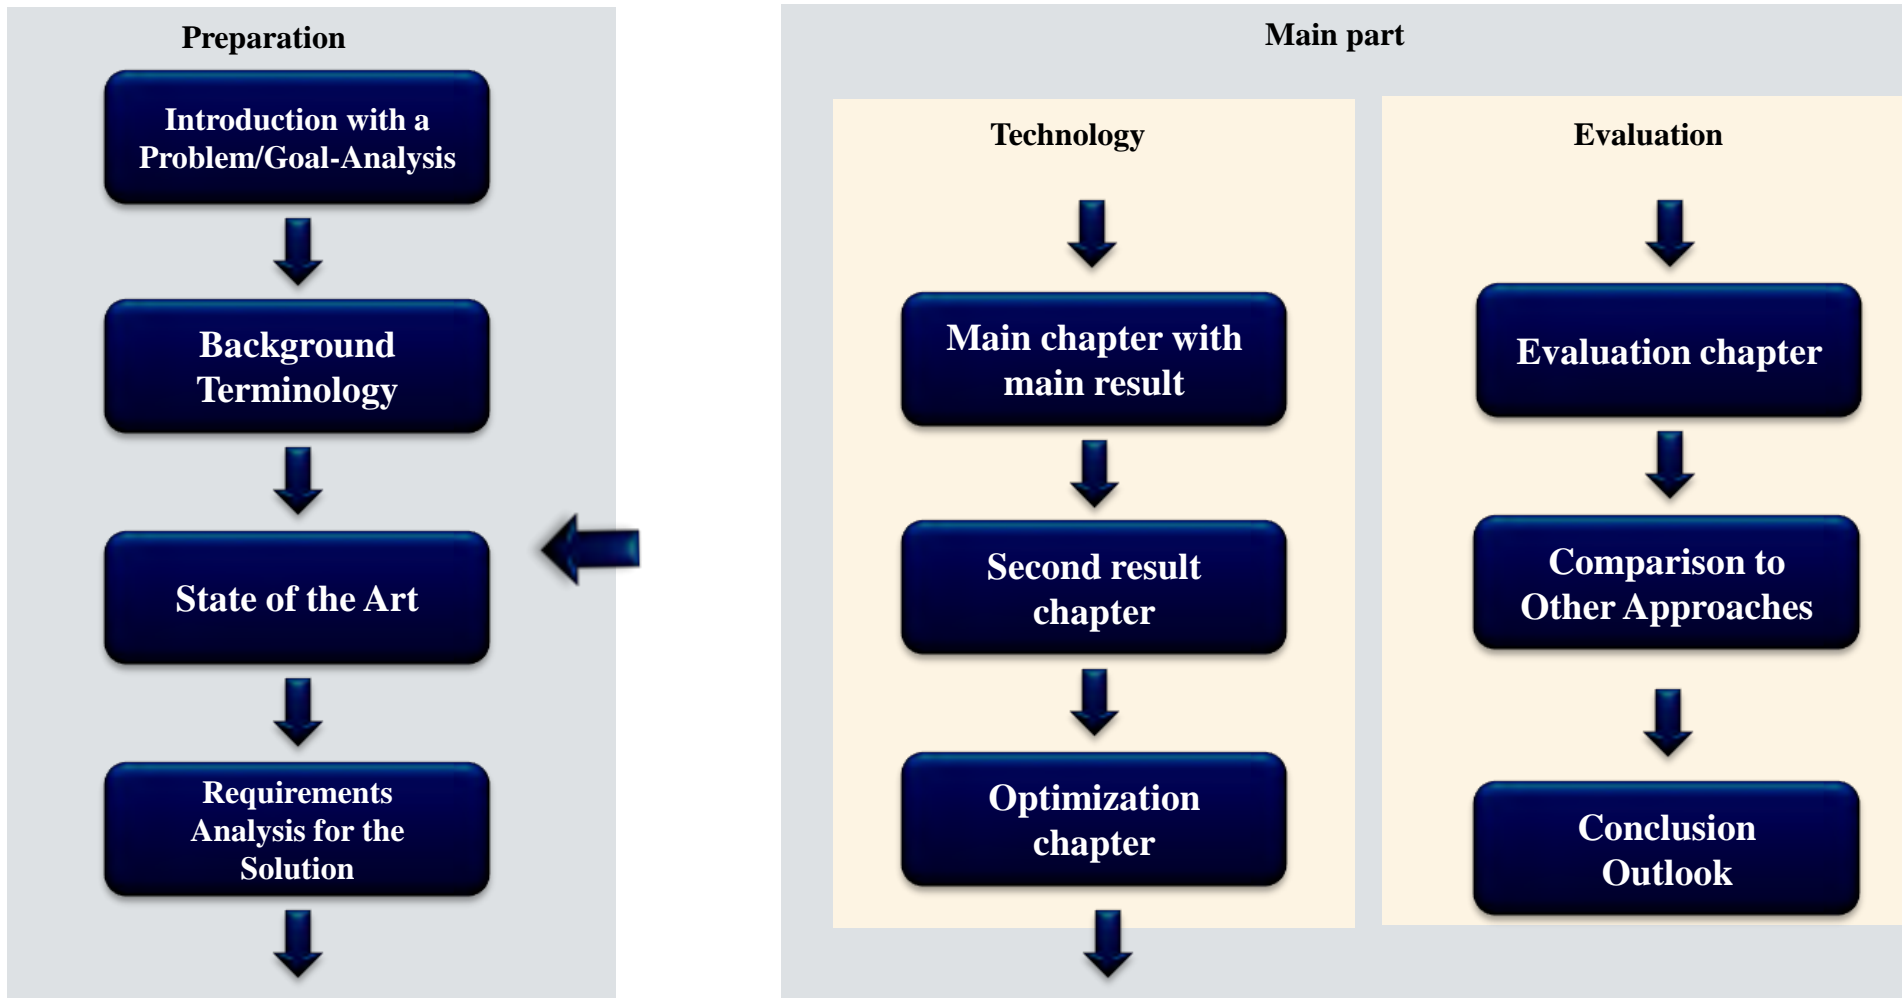 Preparation
Introduction with a
Problem/Goal-Analysis
Background
Terminology
State of the Art
Requirements
Analysis for the
Solution
Main part
Technology
Main chapter with
main result
Second result
chapter
Optimization
chapter
Evaluation
Evaluation chapter
Comparison to
Other Approaches
Conclusion
Outlook